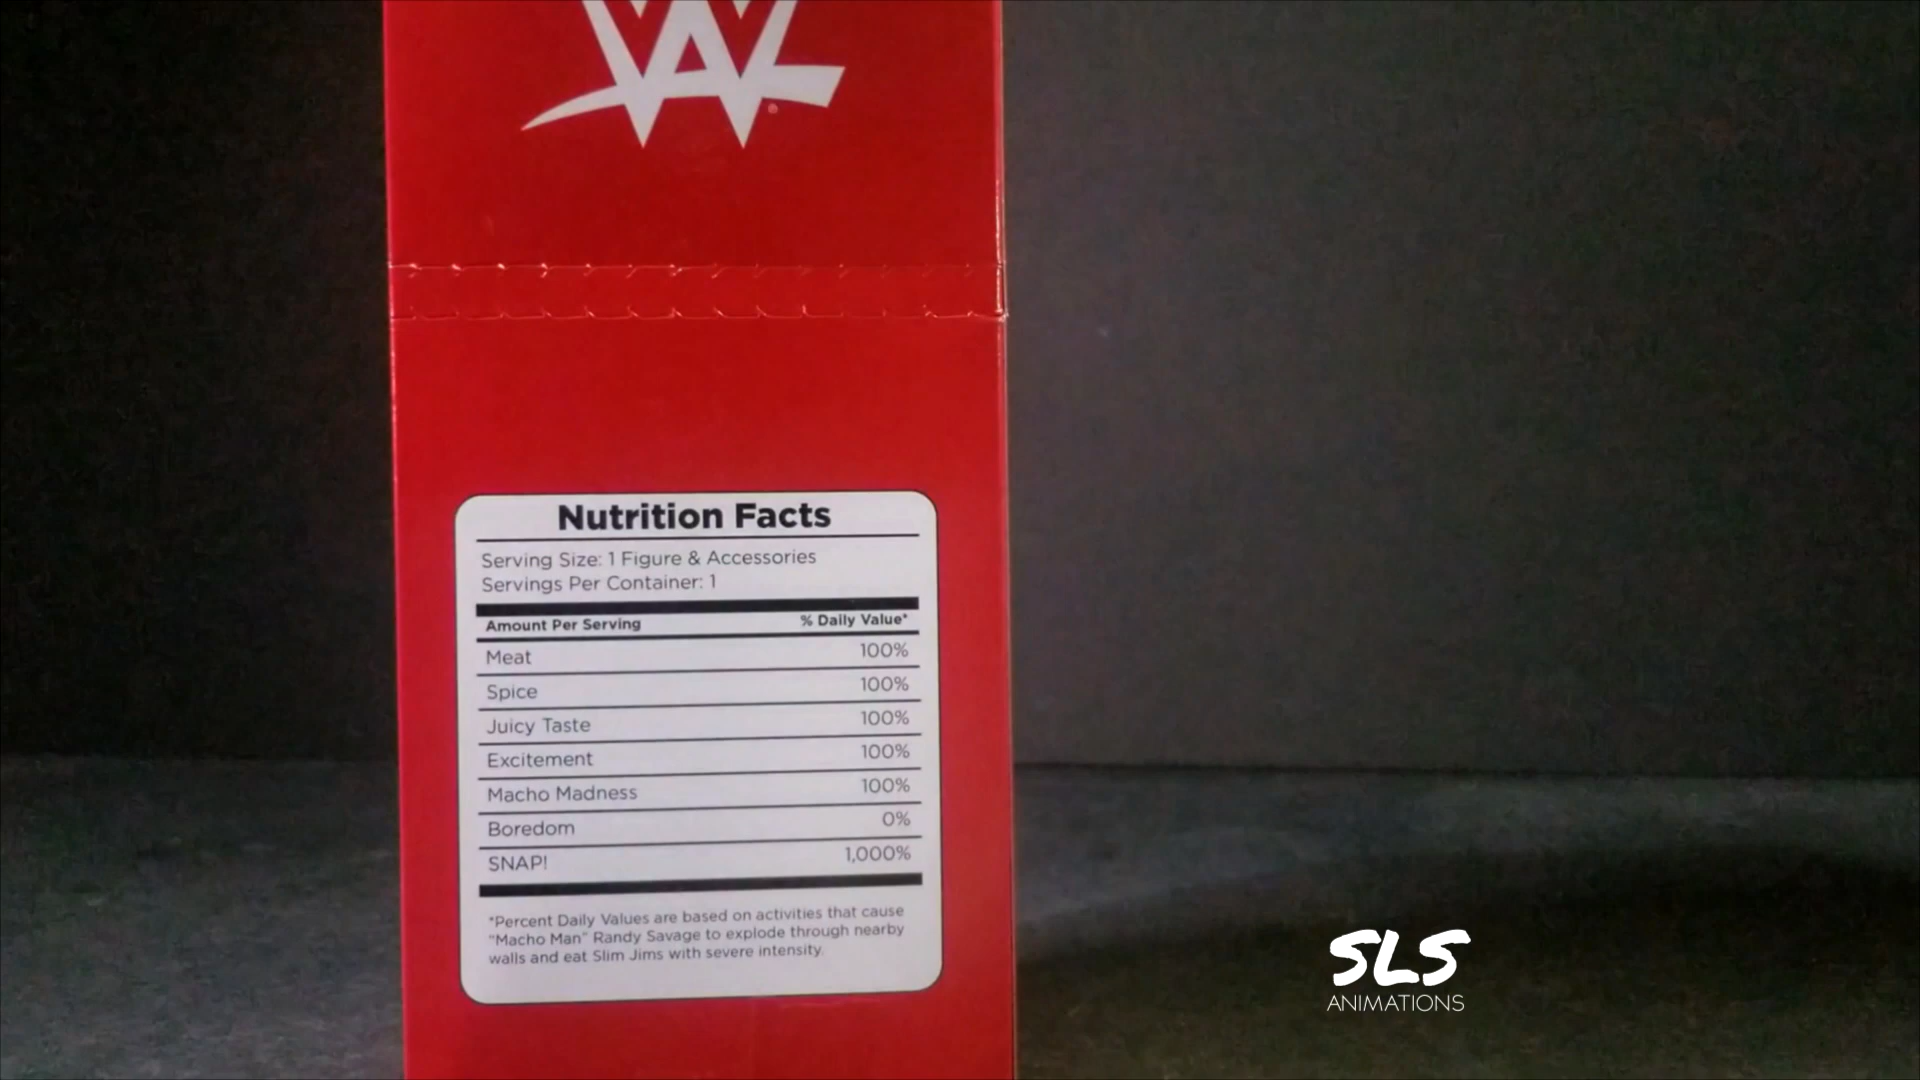 W
Nutrition Facts
Serving Size: 1 Figure & Accessories
Servings Per Container: 1
Amount Per Serving % Daily Value*
Meat 100%
Spice 100%
Juicy Taste 100%
Excitement 100%
Macho Madness 100%
Boredom 0%
SNAP! 1,000%
*Percent Daily Values are based on activities that cause
"Macho Man" Randy Savage to explode through nearby
walls and eat Slim Jims with severe intensity.
SLS
ANIMATIONS